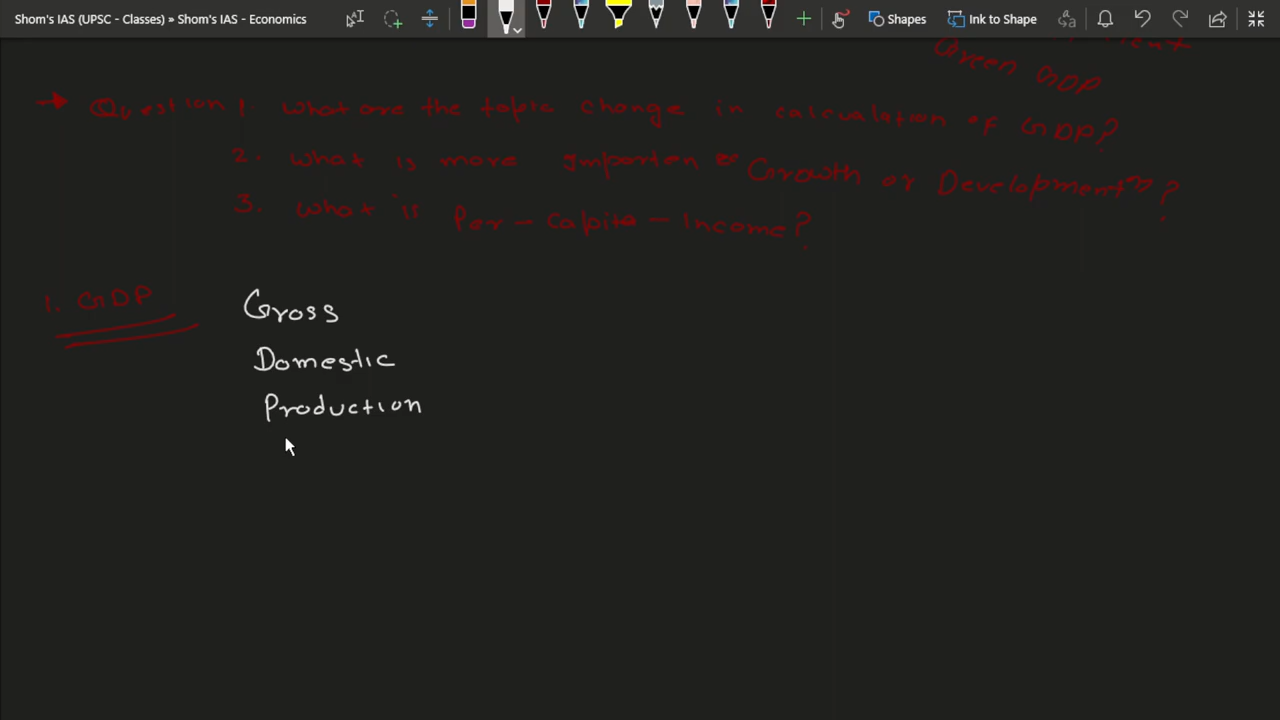 Shom's IAS (UPSC - Classes) » Shom's IAS - Economics
Shapes
Ink to Shape
Green GDP
Question 1. What are the topic change in calcualation of GDP?
2. What is more importen Growth or Development?
3. What is Per - Capita - Income?
1. GDP
Gross
Domestic
Production